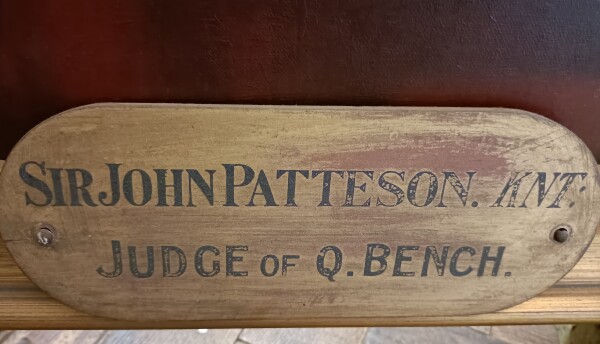 SIR JOHN PATTESON. KNT:
JUDGE OF Q. BENCH.